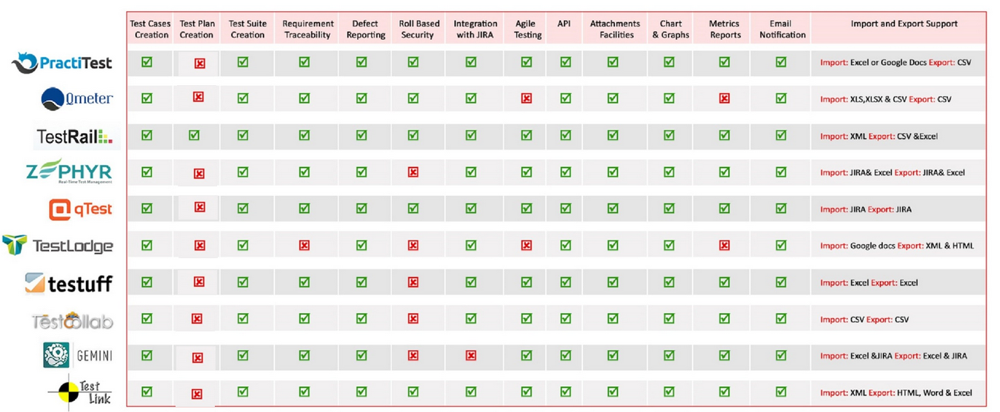 Test Cases Creation Test Plan Creation Test Suite Creation Requirement Traceability Defect Reporting Roll Based Security Integration with JIRA Agile Testing API Attachments Facilities Chart & Graphs Metrics Reports Email Notification Import and Export Support
PractiTest Import: Excel or Google Docs Export: CSV
Qmeter Import: XLS,XLSX & CSV Export: CSV
TestRail Import: XML Export: CSV &Excel
ZEPHYR Import: JIRA& Excel Export: JIRA& Excel
Real-Time Test Management
qTest Import: JIRA Export: JIRA
TestLodge Import: Google docs Export: XML & HTML
testuff Import: Excel Export: Excel
Testcollab Import: CSV Export: CSV
GEMINI Import: Excel &JIRA Export: Excel & JIRA
Test Link Import: XML Export: HTML, Word & Excel